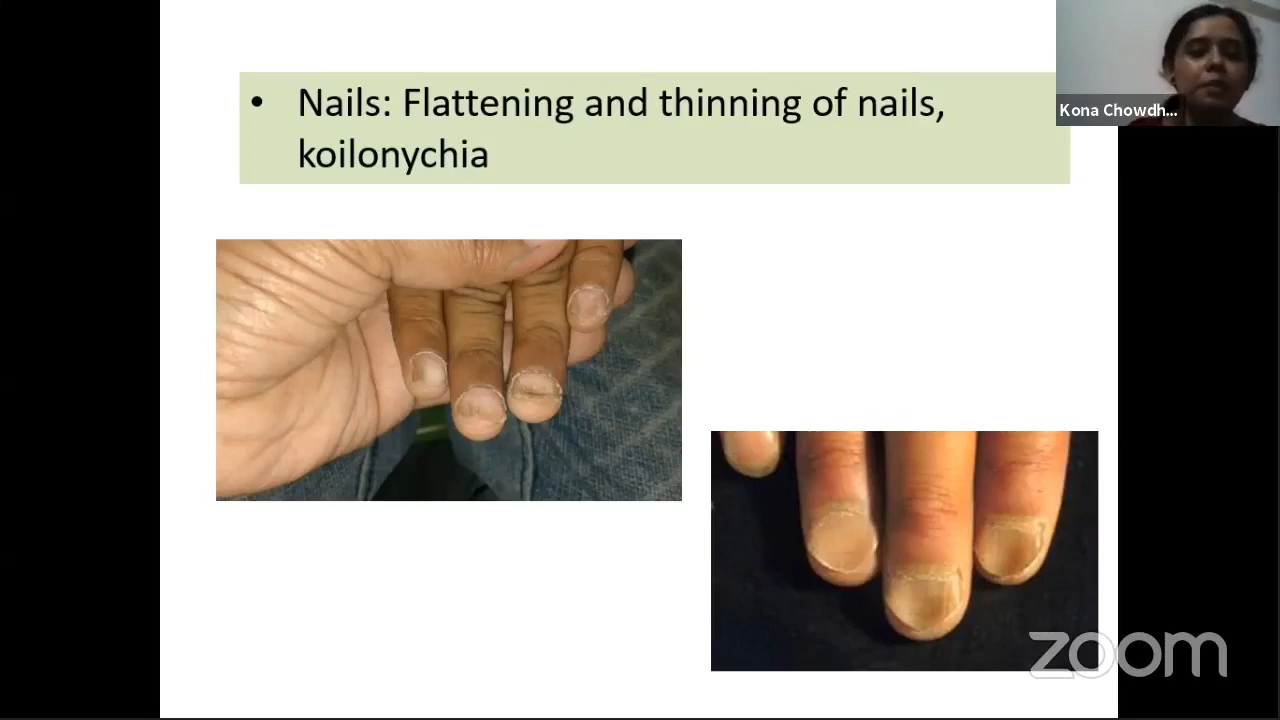 • Nails: Flattening and thinning of nails,
koilonychia
Kona Chowdh...
zoom